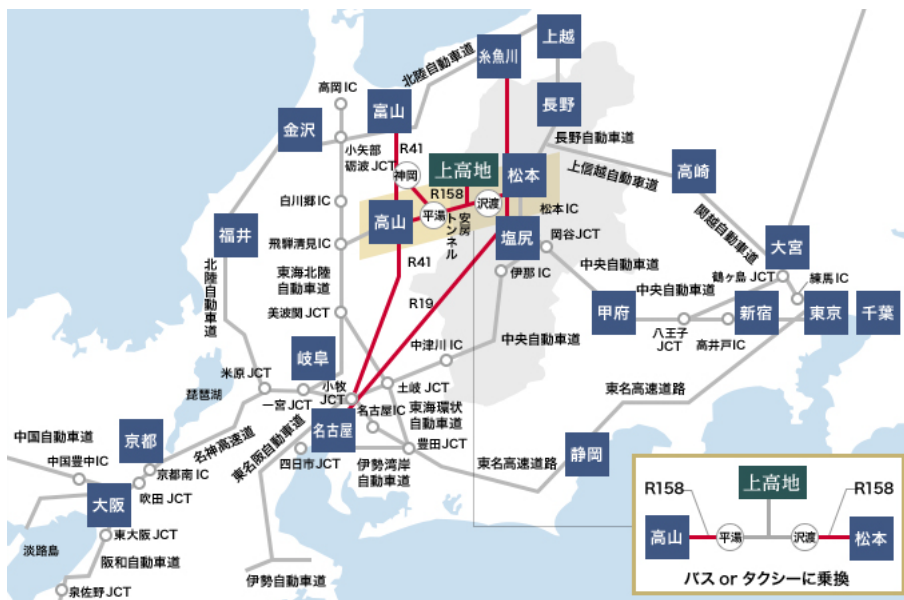 上越
糸魚川
北陸自動車道
高岡IC
富山
長野
金沢
小矢部
砺波JCT
R41
神岡
上高地
長野自動車道
上信越自動車道
高崎
松本
R158
白川郷IC
高山
平湯
沢渡
安房
トンネル
松本IC
関越自動車道
福井
飛騨清見IC
塩尻
岡谷JCT
大宮
北陸自動車道
東海北陸
自動車道
R41
伊那IC
中央自動車道
鶴ヶ島JCT
練馬IC
美波関JCT
R19
甲府
中央自動車道
新宿
東京
千葉
八王子
JCT
高井戸IC
岐阜
中津川IC
中央自動車道
米原JCT
琵琶湖
一宮JCT
小牧
JCT
土岐JCT
東名高速道路
名古屋
名古屋IC
東海環状
自動車道
中国自動車道
京都
名神高速道
東名阪自動車道
四日市JCT
伊勢湾岸
自動車道
豊田JCT
東名高速道路
静岡
中国豊中IC
京都南IC
吹田JCT
大阪
東大阪JCT
淡路島
阪和自動車道
伊勢自動車道
泉佐野JCT
R158
上高地
R158
高山
平湯
沢渡
松本
バス or タクシーに乗換